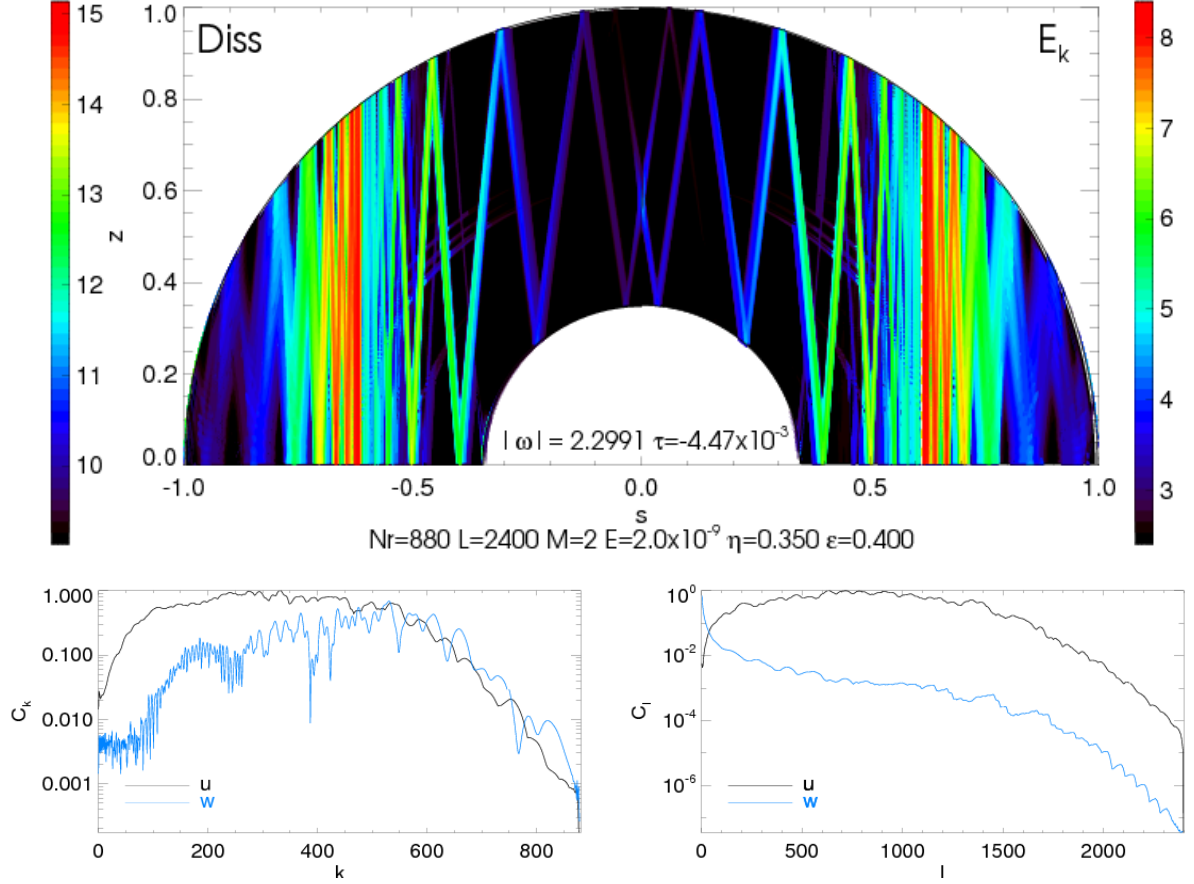 Diss
E_k
15
14
13
12
11
10
1.0
0.8
0.6
0.4
0.2
0.0
z
8
7
6
5
4
3
| ω | = 2.2991 τ=-4.47x10⁻³
-1.0 -0.5 0.0 0.5 1.0
s
Nr=880 L=2400 M=2 E=2.0x10⁻⁹ η=0.350 ε=0.400
1.000
0.100
0.010
0.001
C_k
u
w
0 200 400 600 800
k
10⁰
10⁻²
10⁻⁴
10⁻⁶
C_l
u
w
0 500 1000 1500 2000
l